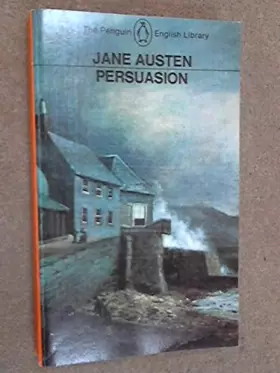 The Penguin English Library
JANE AUSTEN
PERSUASION